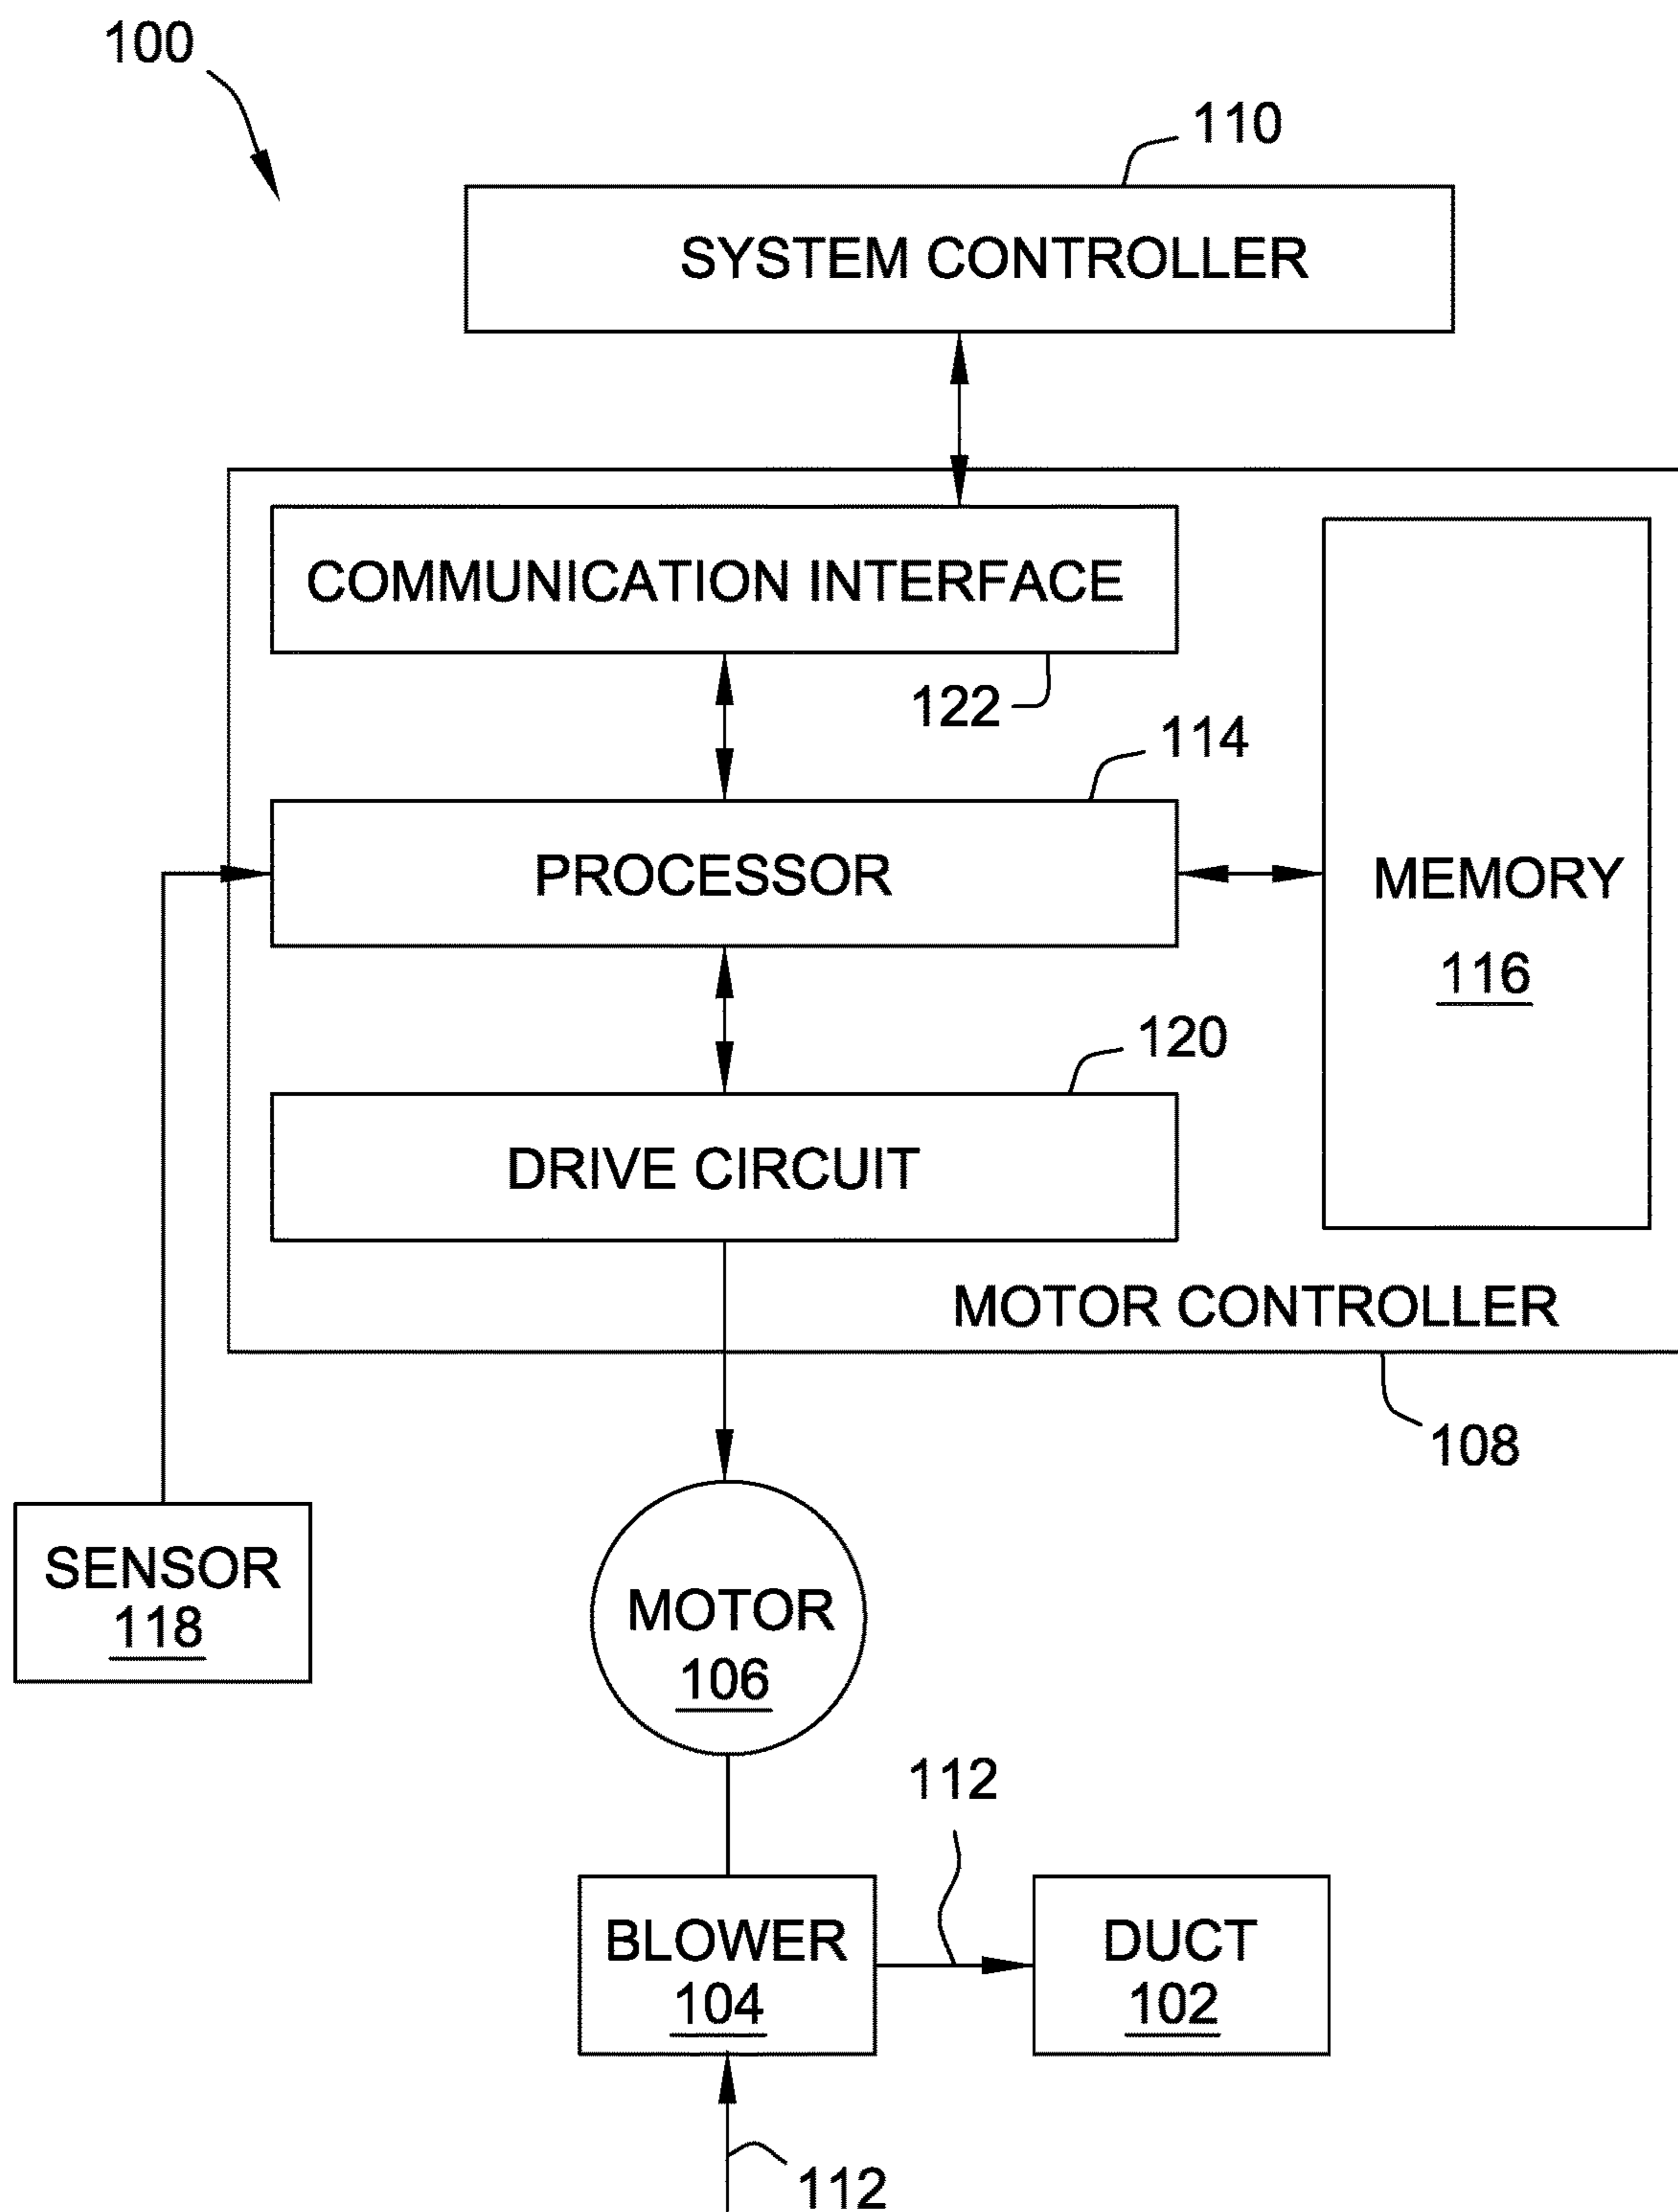 100
110
SYSTEM CONTROLLER
COMMUNICATION INTERFACE
122
114
PROCESSOR
MEMORY
116
120
DRIVE CIRCUIT
MOTOR CONTROLLER
108
SENSOR
118
MOTOR
106
112
BLOWER
104
DUCT
102
112